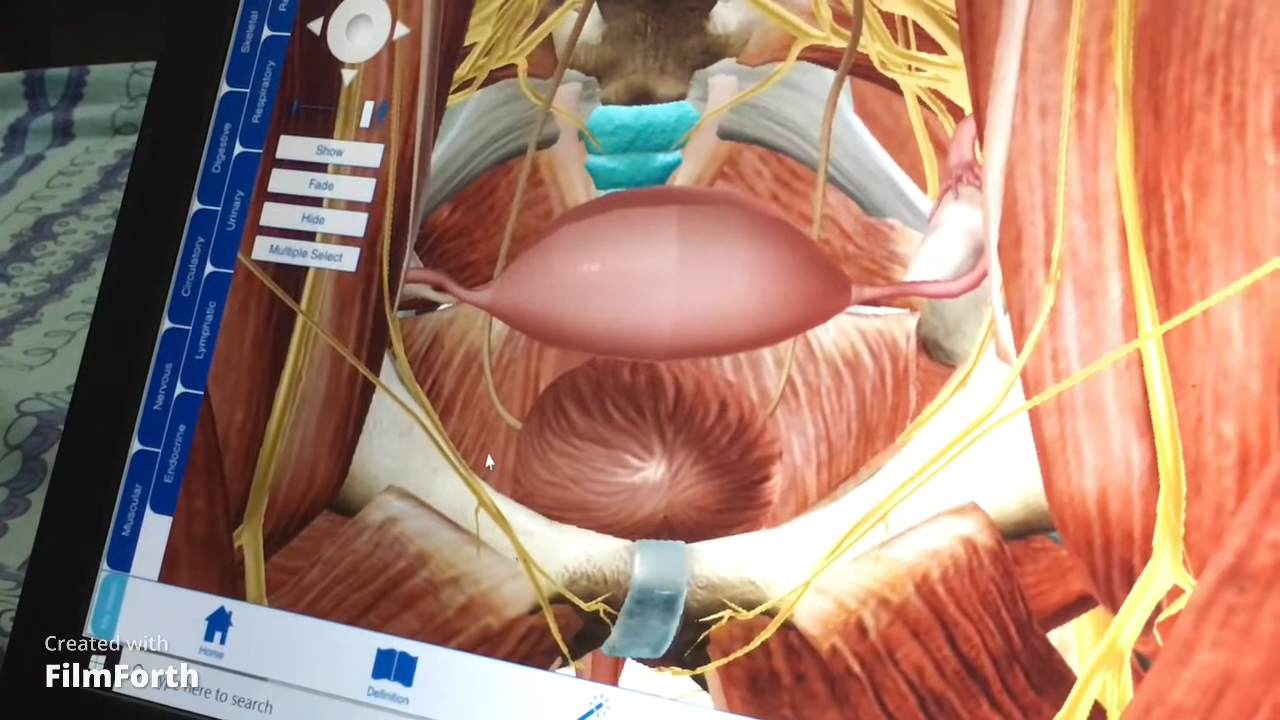 Skeletal
Re
Respiratory
Digestive
Urinary
Circulatory
Lymphatic
Nervous
Endocrine
Muscular
Show
Fade
Hide
Multiple Select
Home
Definition
here to search
Created with
FilmForth